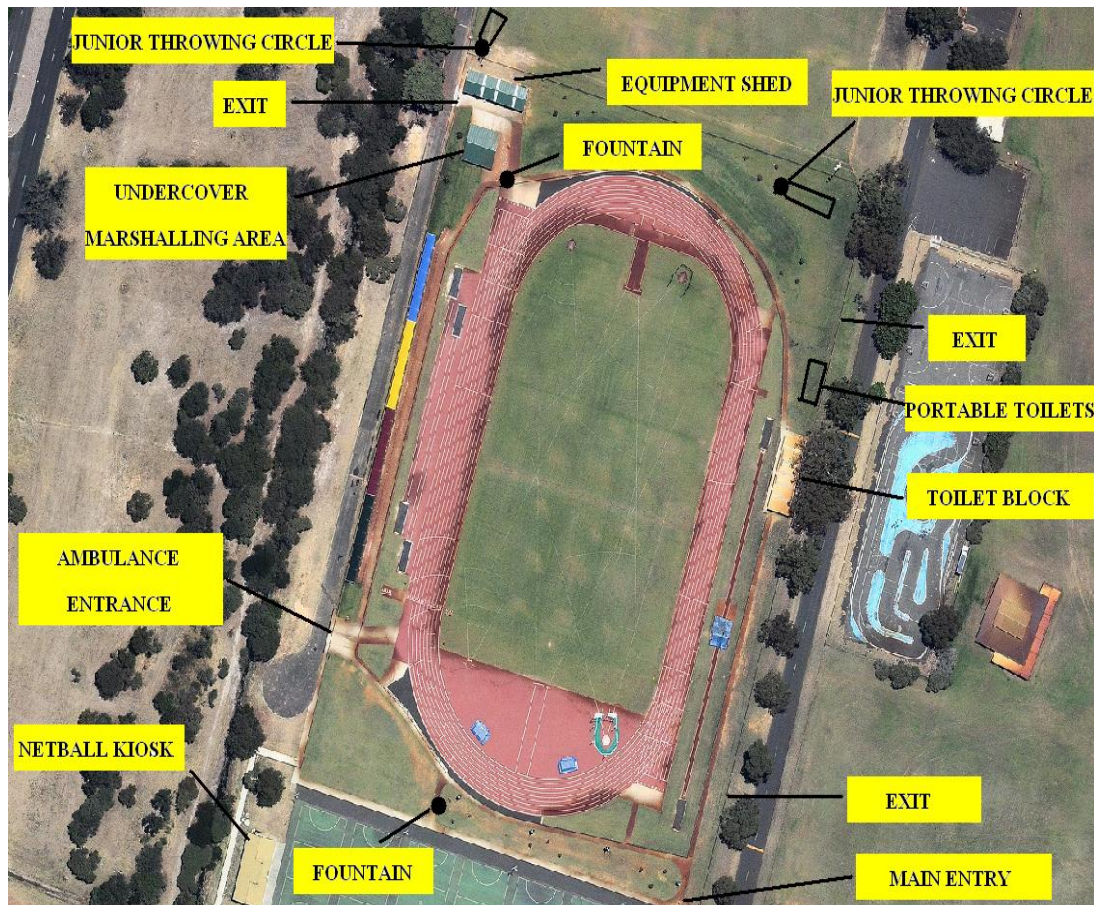 JUNIOR THROWING CIRCLE
EQUIPMENT SHED
JUNIOR THROWING CIRCLE
EXIT
FOUNTAIN
UNDERCOVER
MARSHALLING AREA
EXIT
PORTABLE TOILETS
TOILET BLOCK
AMBULANCE
ENTRANCE
NETBALL KIOSK
EXIT
FOUNTAIN
MAIN ENTRY